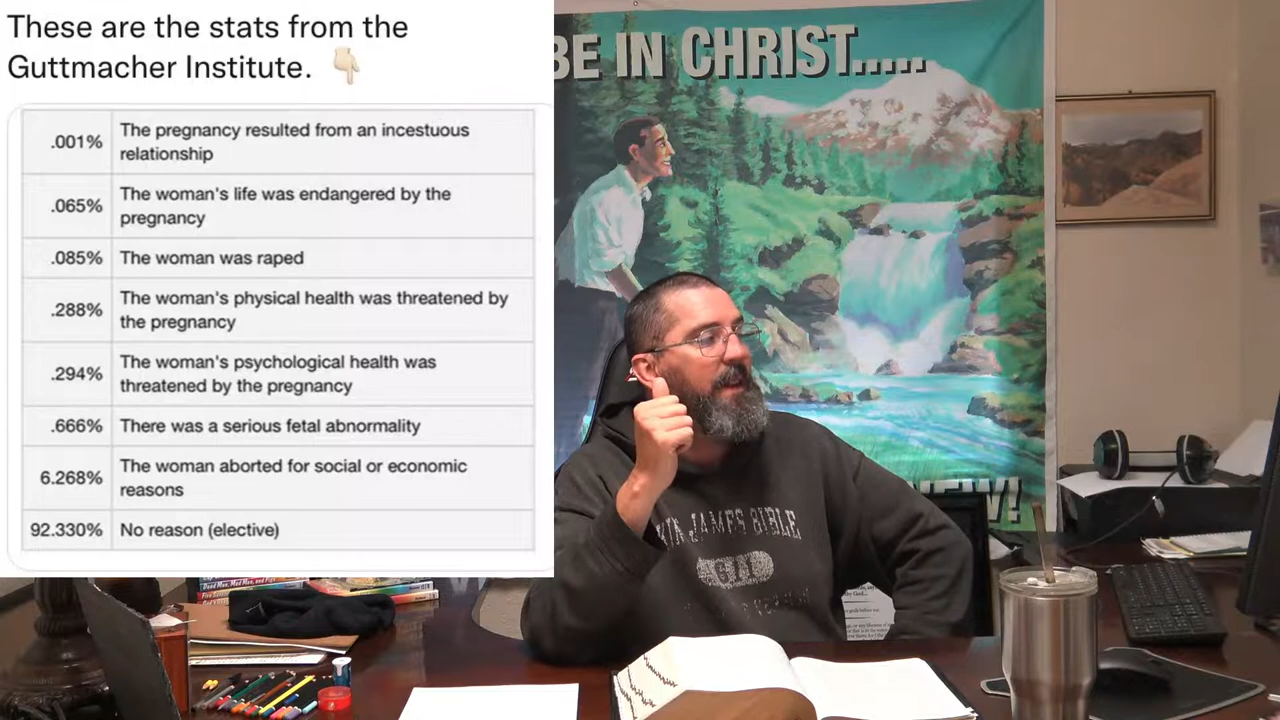 These are the stats from the
Guttmacher Institute. 👇🏻
.001% The pregnancy resulted from an incestuous
relationship
.065% The woman's life was endangered by the
pregnancy
.085% The woman was raped
.288% The woman's physical health was threatened by
the pregnancy
.294% The woman's psychological health was
threatened by the pregnancy
.666% There was a serious fetal abnormality
6.268% The woman aborted for social or economic
reasons
92.330% No reason (elective)
BE IN CHRIST.....
NEW!
JAMES BIBLE